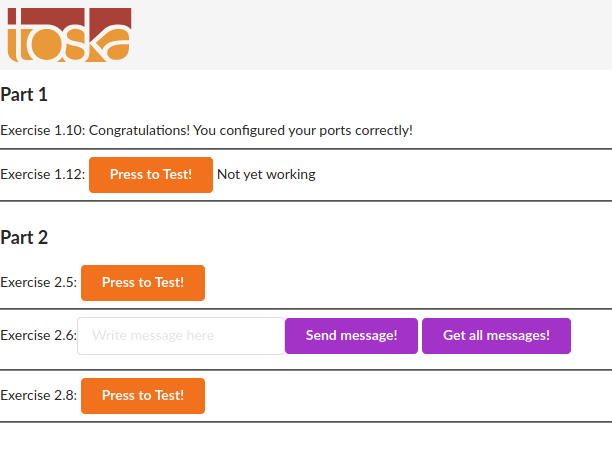 toska
Part 1
Exercise 1.10: Congratulations! You configured your ports correctly!
Exercise 1.12: Press to Test! Not yet working
Part 2
Exercise 2.5: Press to Test!
Exercise 2.6: Write message here Send message! Get all messages!
Exercise 2.8: Press to Test!